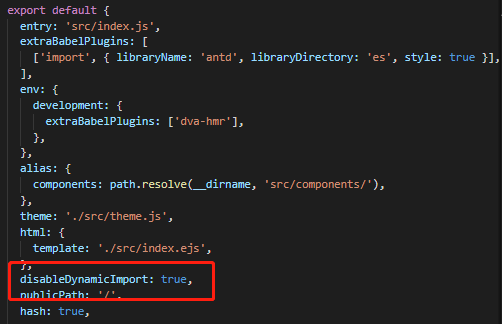 export default {
entry: 'src/index.js',
extraBabelPlugins: [
['import', { libraryName: 'antd', libraryDirectory: 'es', style: true }],
],
env: {
development: {
extraBabelPlugins: ['dva-hmr'],
},
},
alias: {
components: path.resolve(__dirname, 'src/components/'),
},
theme: './src/theme.js',
html: {
template: './src/index.ejs',
},
disableDynamicImport: true,
publicPath: '/',
hash: true,